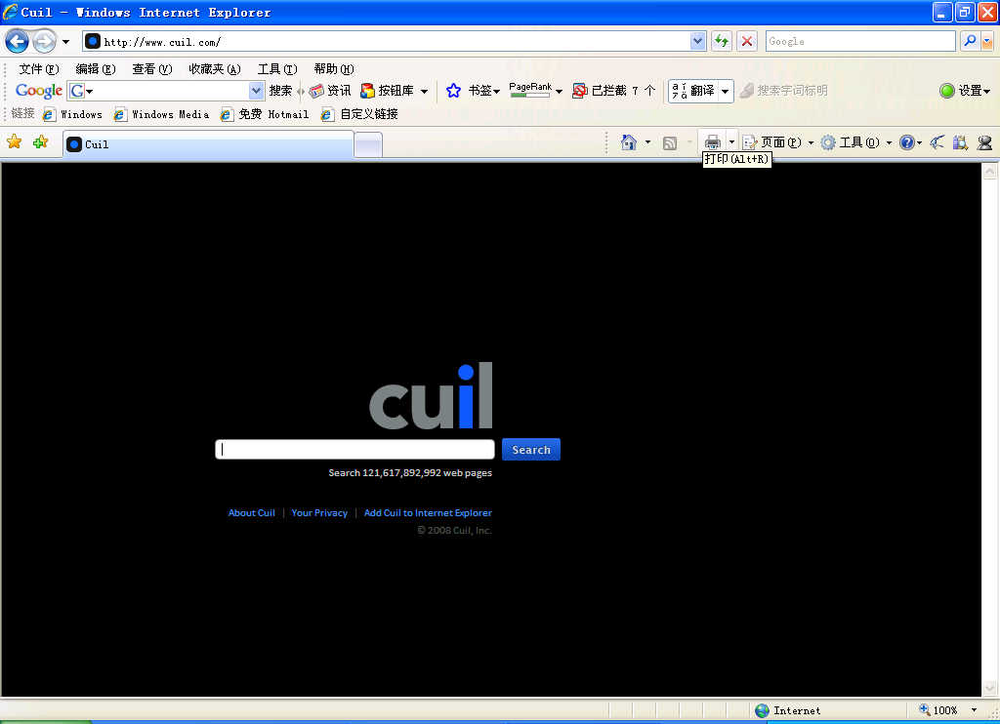 Cuil - Windows Internet Explorer
http://www.cuil.com/ Google
文件(F) 编辑(E) 查看(V) 收藏夹(A) 工具(T) 帮助(H)
Google G 搜索 资讯 按钮库 书签 PageRank 已拦截 7 个 翻译 搜索字词标明 设置
链接 Windows Windows Media 免费 Hotmail 自定义链接
Cuil 页面(P) 工具(O)
打印(Alt+R)
cuil
Search
Search 121,617,892,992 web pages
About Cuil | Your Privacy | Add Cuil to Internet Explorer
© 2008 Cuil, Inc.
Internet 100%